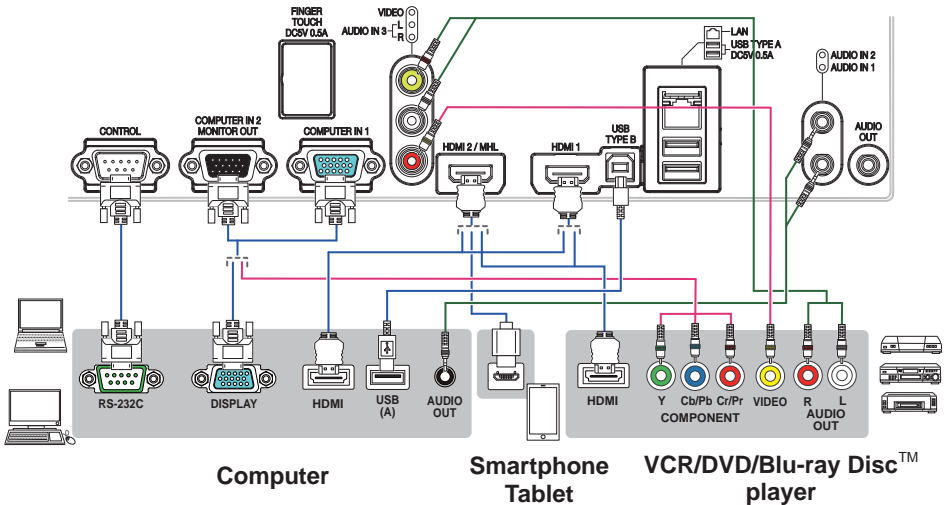 FINGER
TOUCH
DC5V 0.5A
VIDEO
AUDIO IN 3
L
R
LAN
USB TYPE A
DC5V 0.5A
AUDIO IN 2
AUDIO IN 1
CONTROL
COMPUTER IN 2
MONITOR OUT
COMPUTER IN 1
HDMI 2 / MHL
HDMI 1
USB
TYPE B
AUDIO
OUT
RS-232C
DISPLAY
HDMI
USB
(A)
AUDIO
OUT
HDMI
Y Cb/Pb Cr/Pr VIDEO R L
COMPONENT
AUDIO
OUT
Computer
Smartphone
Tablet
VCR/DVD/Blu-ray Disc™
player